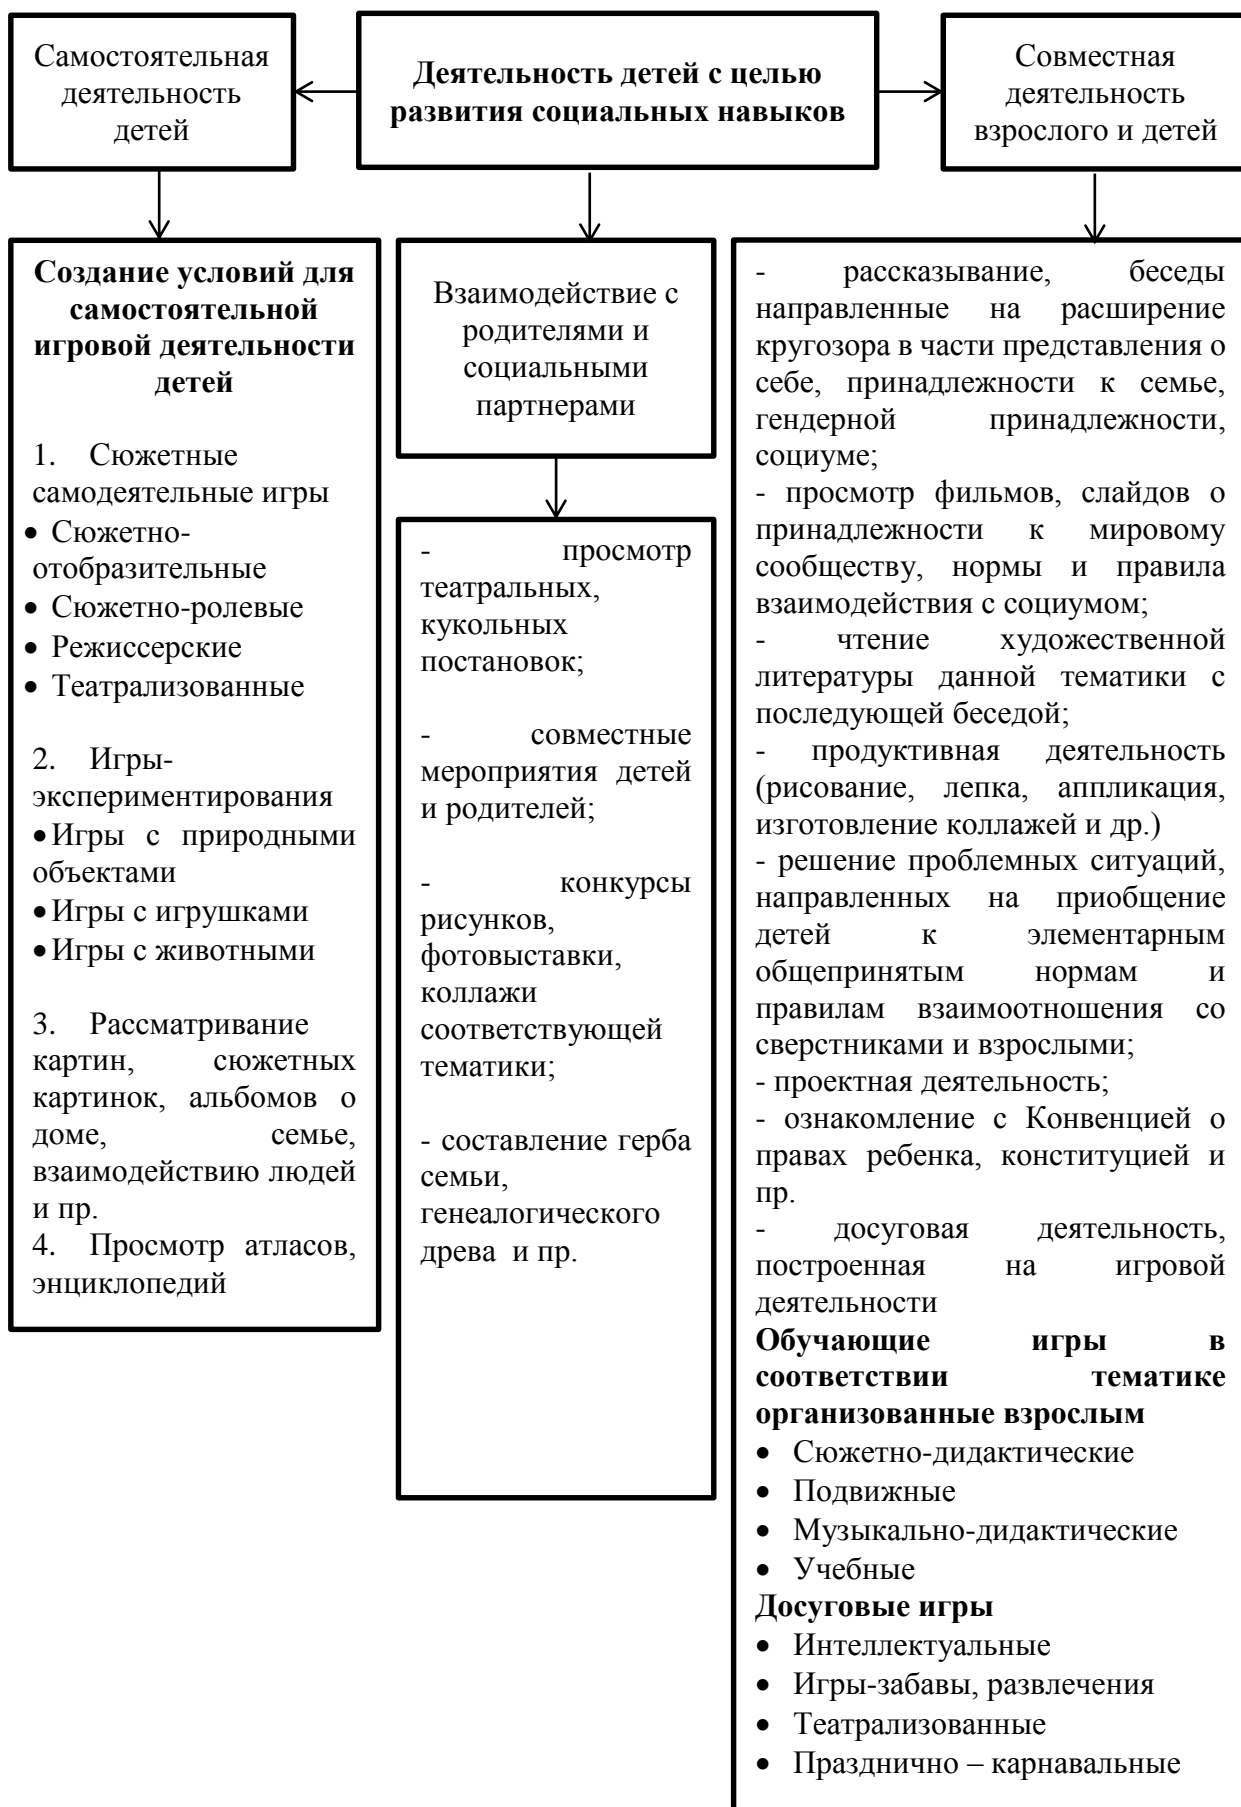 Самостоятельная
деятельность
детей
Деятельность детей с целью
развития социальных навыков
Совместная
деятельность
взрослого и детей
Создание условий для
самостоятельной
игровой деятельности
детей
1. Сюжетные
самодеятельные игры
• Сюжетно-
отобразительные
• Сюжетно-ролевые
• Режиссерские
• Театрализованные
2. Игры-
экспериментирования
• Игры с природными
объектами
• Игры с игрушками
• Игры с животными
3. Рассматривание
картин, сюжетных
картинок, альбомов о
доме, семье,
взаимодействию людей
и пр.
4. Просмотр атласов,
энциклопедий
Взаимодействие с
родителями и
социальными
партнерами
- просмотр
театральных,
кукольных
постановок;
- совместные
мероприятия детей
и родителей;
- конкурсы
рисунков,
фотовыставки,
коллажи
соответствующей
тематики;
- составление герба
семьи,
генеалогического
древа и пр.
- рассказывание, беседы
направленные на расширение
кругозора в части представления о
себе, принадлежности к семье,
гендерной принадлежности,
социуме;
- просмотр фильмов, слайдов о
принадлежности к мировому
сообществу, нормы и правила
взаимодействия с социумом;
- чтение художественной
литературы данной тематики с
последующей беседой;
- продуктивная деятельность
(рисование, лепка, аппликация,
изготовление коллажей и др.)
- решение проблемных ситуаций,
направленных на приобщение
детей к элементарным
общепринятым нормам и
правилам взаимоотношения со
сверстниками и взрослыми;
- проектная деятельность;
- ознакомление с Конвенцией о
правах ребенка, конституцией и
пр.
- досуговая деятельность,
построенная на игровой
деятельности
Обучающие игры в
соответствии тематике
организованные взрослым
• Сюжетно-дидактические
• Подвижные
• Музыкально-дидактические
• Учебные
Досуговые игры
• Интеллектуальные
• Игры-забавы, развлечения
• Театрализованные
• Празднично – карнавальные